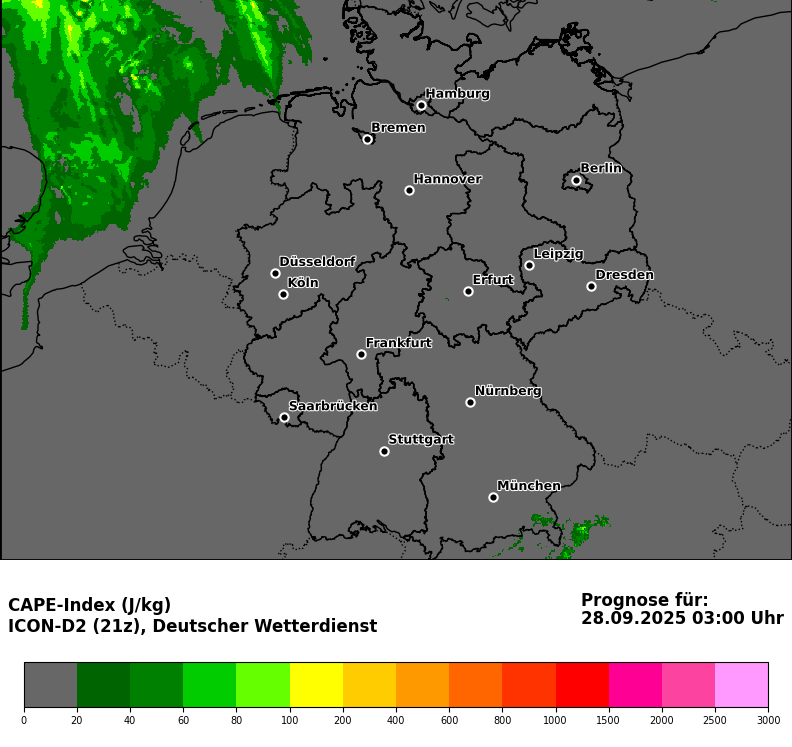 Hamburg
Bremen
Berlin
Hannover
Leipzig
Düsseldorf
Dresden
Köln
Erfurt
Frankfurt
Nürnberg
Saarbrücken
Stuttgart
München
CAPE-Index (J/kg)
ICON-D2 (21z), Deutscher Wetterdienst
Prognose für:
28.09.2025 03:00 Uhr
0 20 40 60 80 100 200 400 600 800 1000 1500 2000 2500 3000